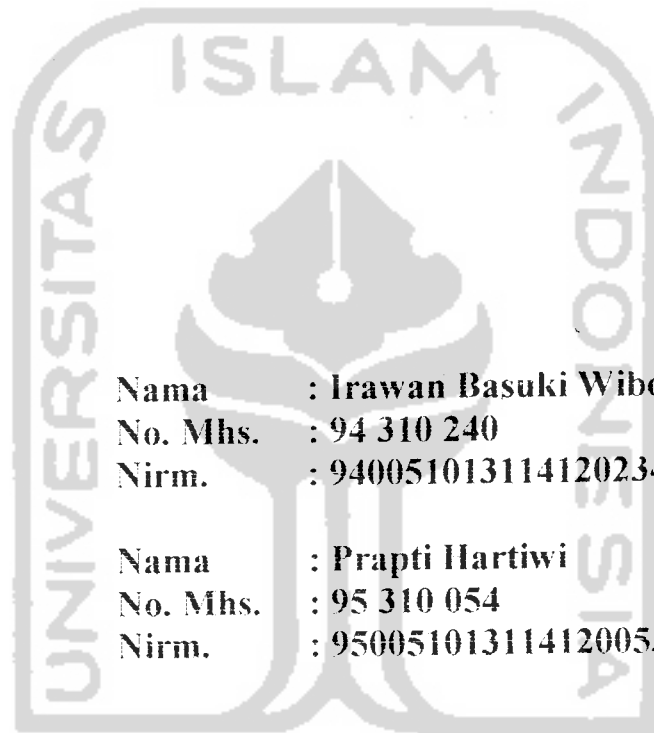 ISLAM
UNIVERSITAS
INDONESIA
Nama : Irawan Basuki
No. Mhs. : 94 310 240
Nirm. :
Nama : Prapti Hartiwi
No. Mhs. : 95 310 054
Nirm. :